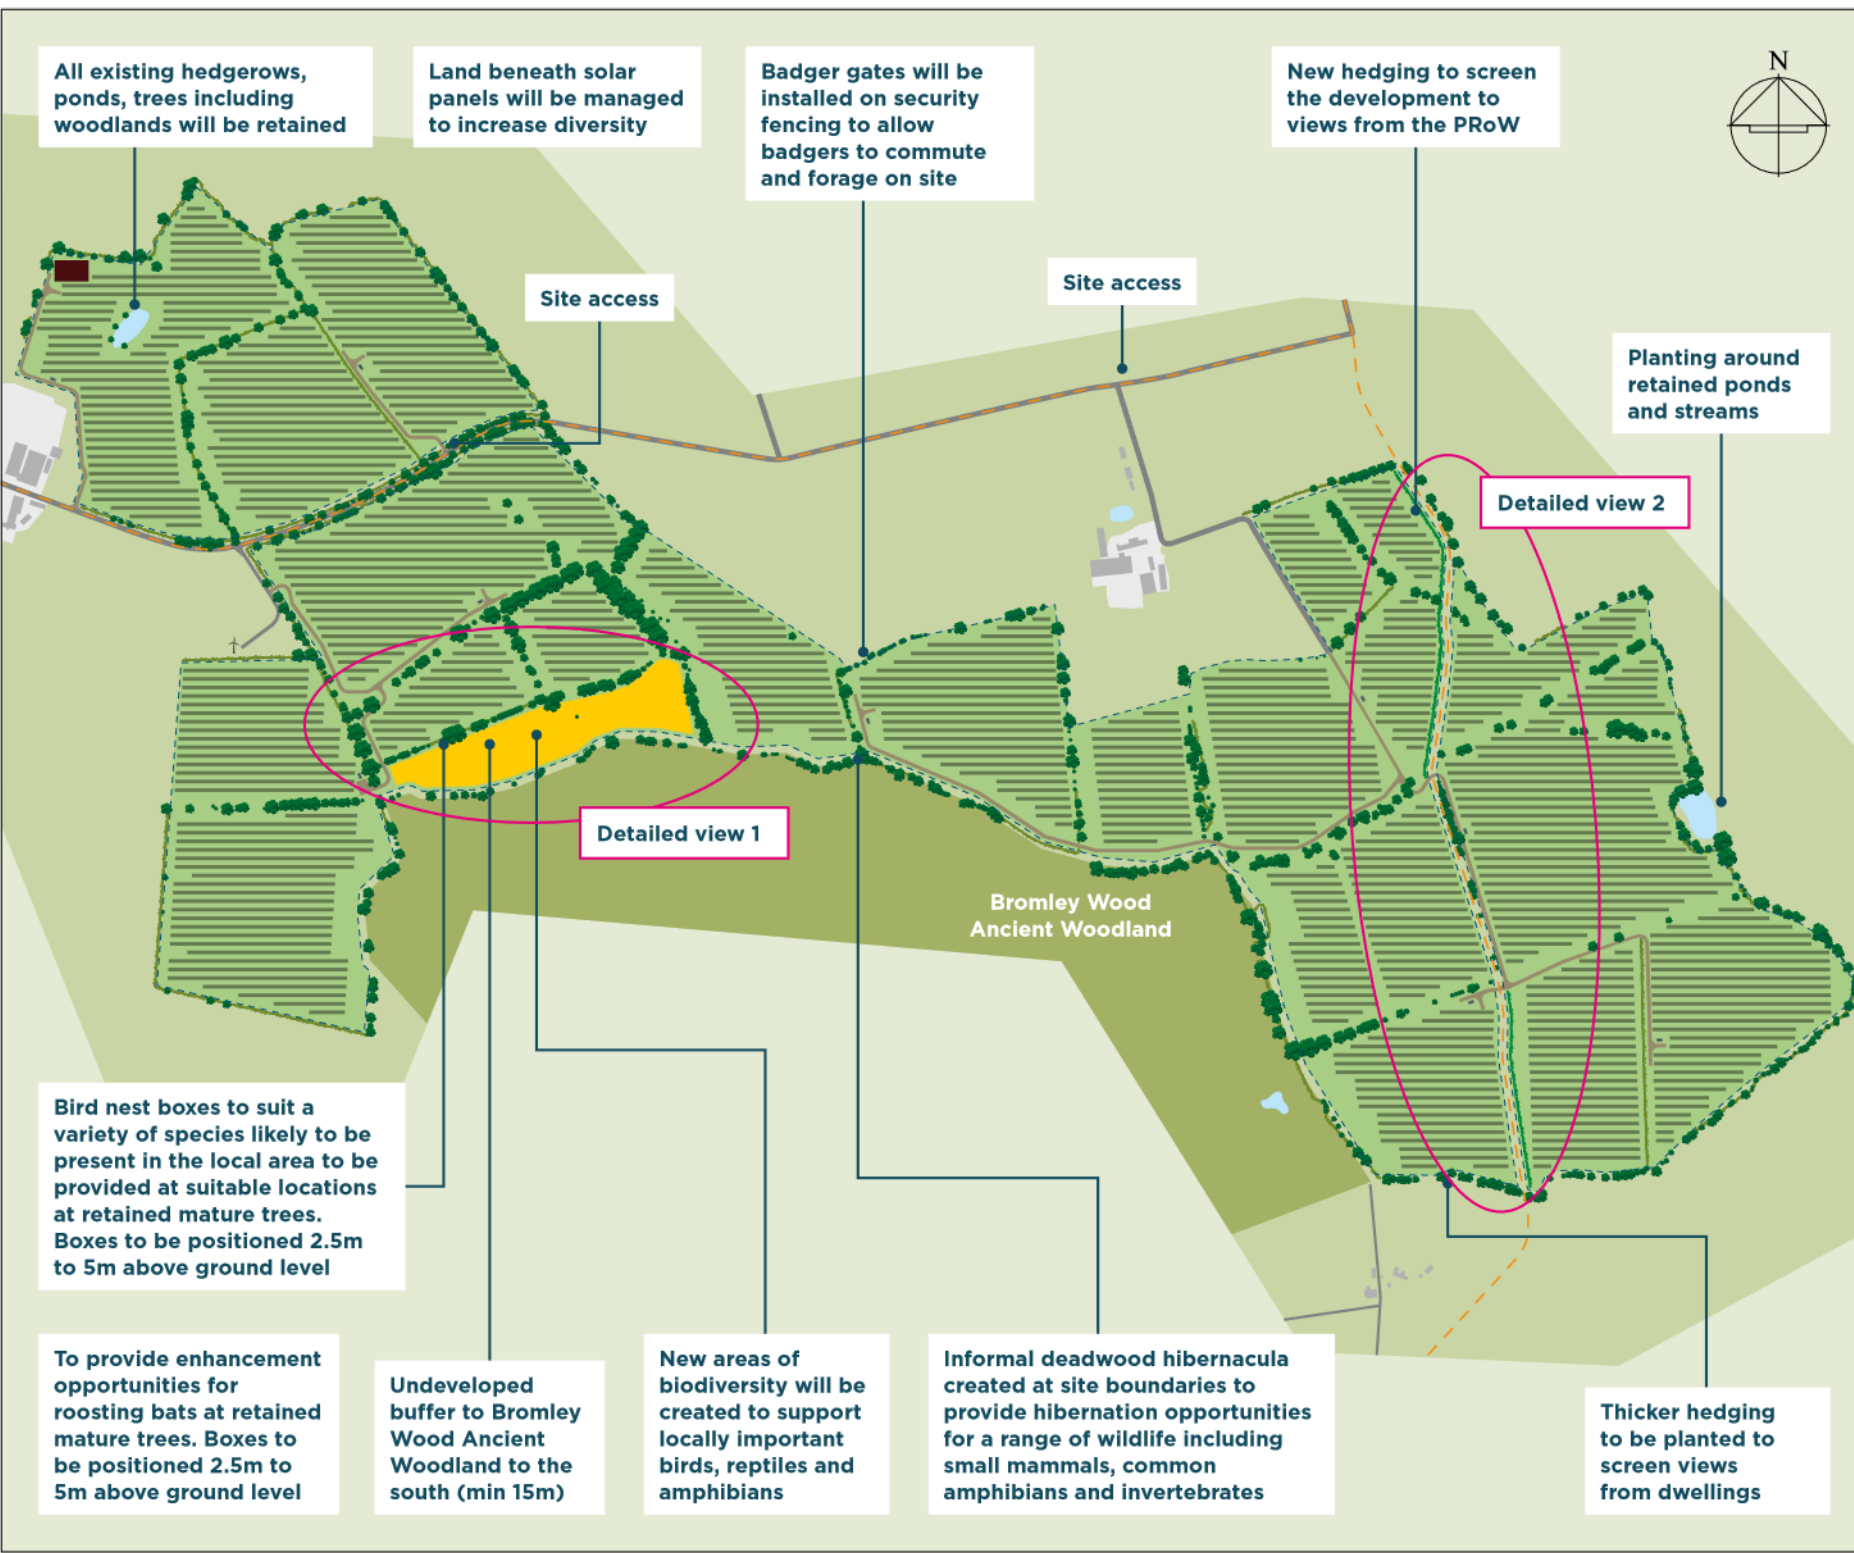 All existing hedgerows,
ponds, trees including
woodlands will be retained
Land beneath solar
panels will be managed
to increase diversity
Badger gates will be
installed on security
fencing to allow
badgers to commute
and forage on site
New hedging to screen
the development to
views from the PRoW
N
Site access
Site access
Planting around
retained ponds
and streams
Detailed view 2
Detailed view 1
Bromley Wood
Ancient Woodland
Bird nest boxes to suit a
variety of species likely to be
present in the local area to be
provided at suitable locations
at retained mature trees.
Boxes to be positioned 2.5m
to 5m above ground level
To provide enhancement
opportunities for
roosting bats at retained
mature trees. Boxes to
be positioned 2.5m to
5m above ground level
Undeveloped
buffer to Bromley
Wood Ancient
Woodland to the
south (min 15m)
New areas of
biodiversity will be
created to support
locally important
birds, reptiles and
amphibians
Informal deadwood hibernacula
created at site boundaries to
provide hibernation opportunities
for a range of wildlife including
small mammals, common
amphibians and invertebrates
Thicker hedging
to be planted to
screen views
from dwellings